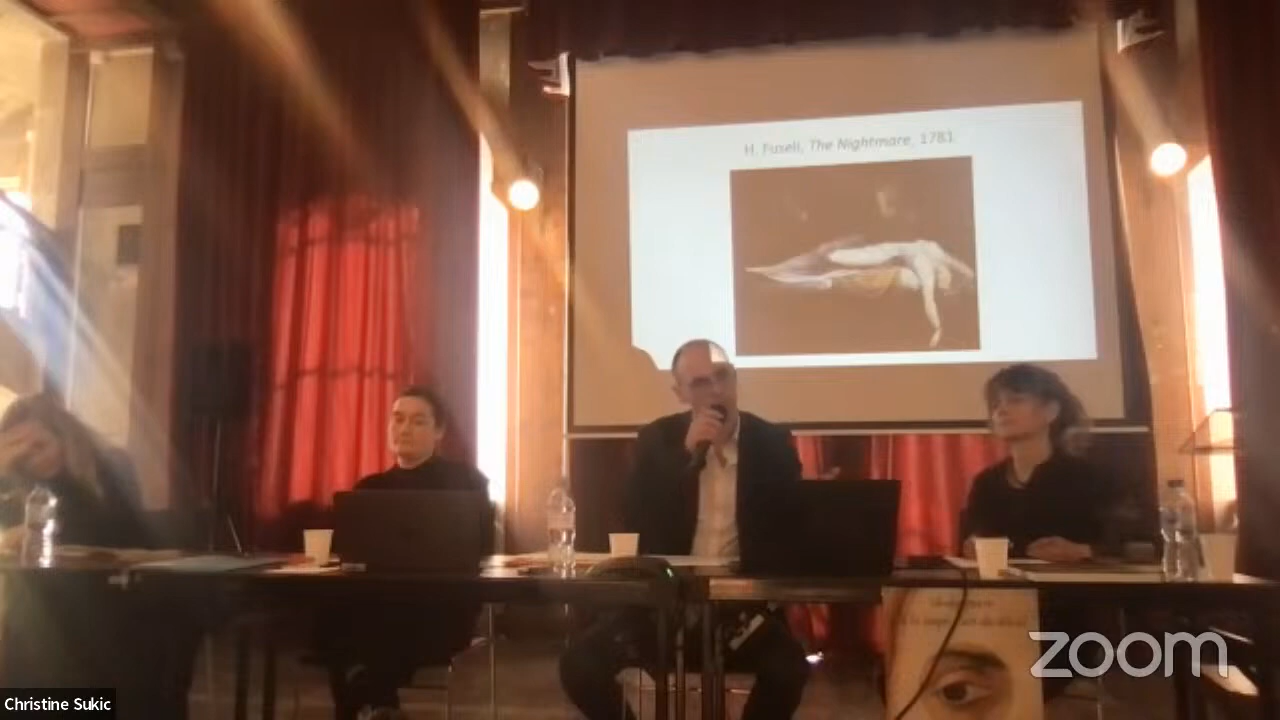 H. Fuseli, The Nightmare, 1781
zoom
Christine Sukic